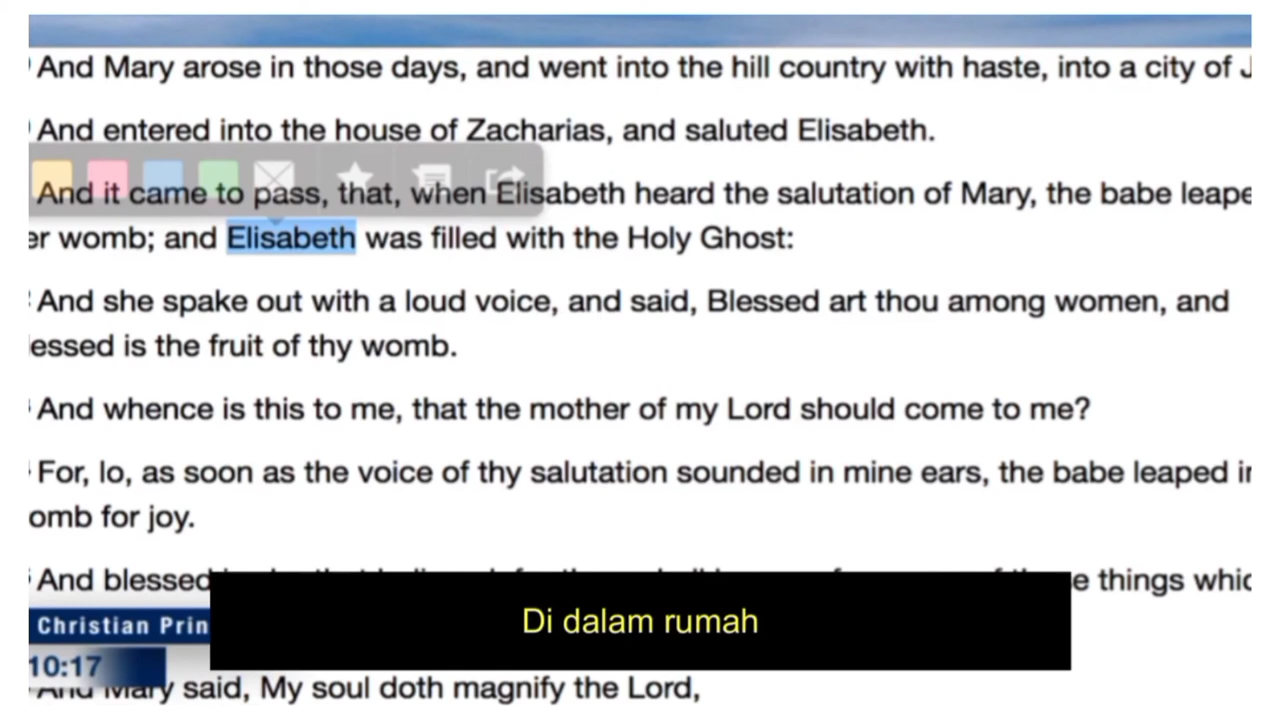 And Mary arose in those days, and went into the hill country with haste, into a city of
And entered into the house of Zacharias, and saluted Elisabeth.
And it came to pass, that, when Elisabeth heard the salutation of Mary, the babe leape
er womb; and Elisabeth was filled with the Holy Ghost:
And she spake out with a loud voice, and said, Blessed art thou among women, and
lessed is the fruit of thy womb.
And whence is this to me, that the mother of my Lord should come to me?
For, lo, as soon as the voice of thy salutation sounded in mine ears, the babe leaped in
omb for joy.
And blessed things whic
Christian Prin
Di dalam rumah
10:17
And Mary said, My soul doth magnify the Lord,